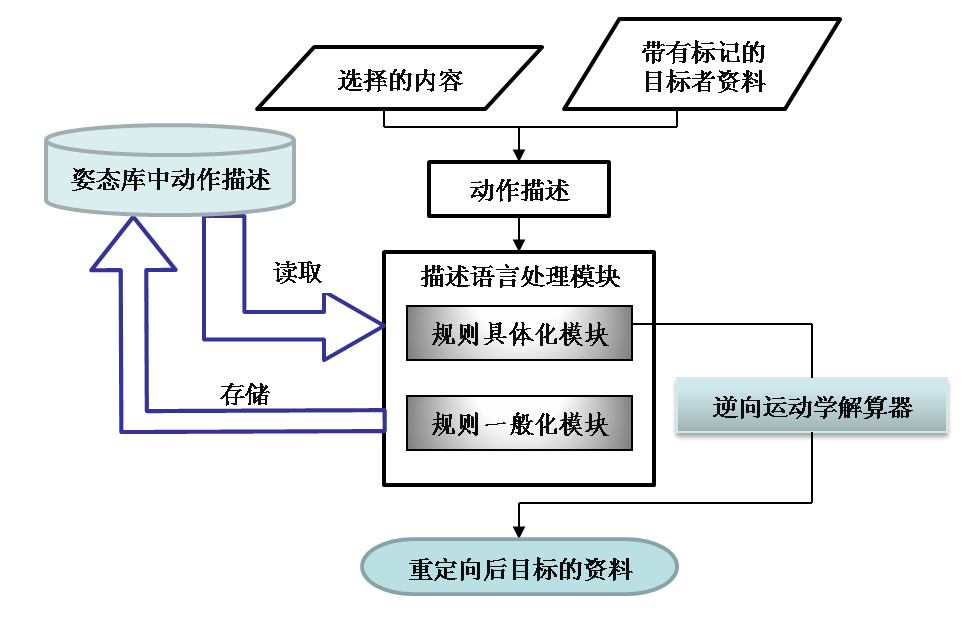 选择的内容
带有标记的
目标者资料
姿态库中动作描述
动作描述
读取
描述语言处理模块
规则具体化模块
存储
规则一般化模块
逆向运动学解算器
重定向后目标的资料